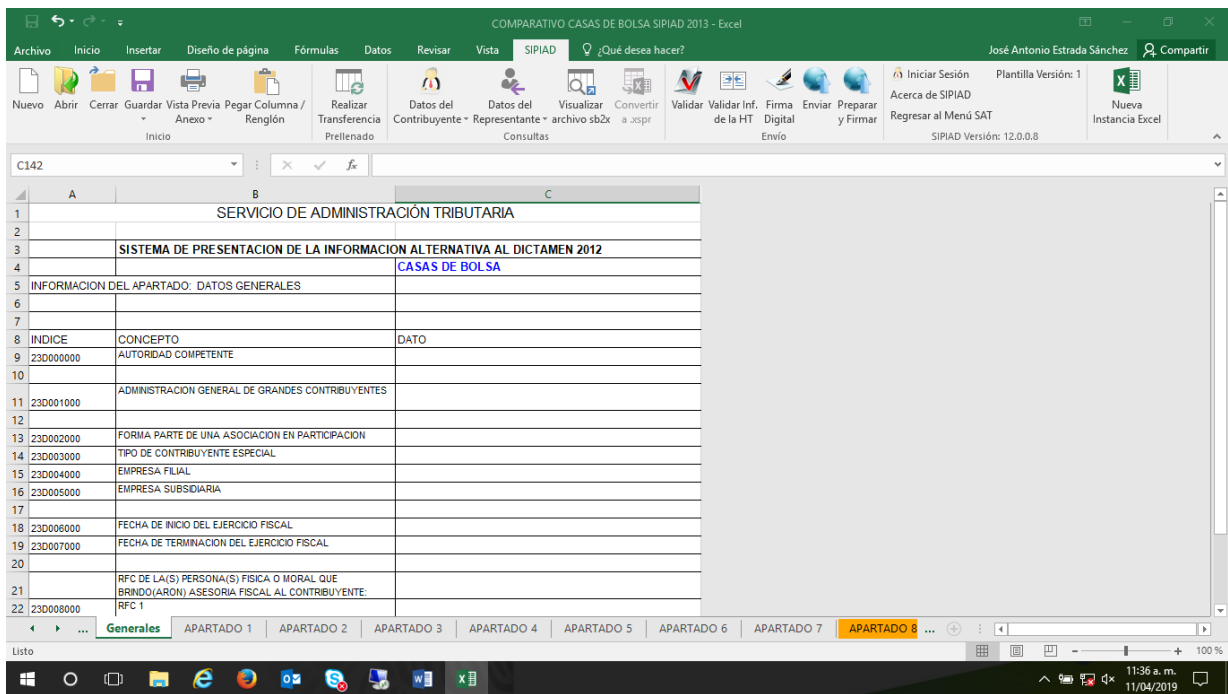 COMPARATIVO CASAS DE BOLSA SIPIAD 2013 - Excel
Archivo Inicio Insertar Diseño de página Fórmulas Datos Revisar Vista SIPIAD ¿Qué desea hacer? José Antonio Estrada Sánchez Compartir
Nuevo Abrir Cerrar Guardar Vista Previa Anexo Pegar Columna / Renglón Realizar Transferencia Datos del Contribuyente Datos del Representante Visualizar archivo sb2x Convertir a .xspr Validar Validar Inf. de la HT Firma Digital Enviar Preparar y Firmar Iniciar Sesión Plantilla Versión: 1 Nueva Instancia Excel
Acerca de SIPIAD
Regresar al Menú SAT
Inicio Prellenado Consultas Envío SIPIAD Versión: 12.0.0.8
C142 fx
A B C
1 SERVICIO DE ADMINISTRACIÓN TRIBUTARIA
2
3 SISTEMA DE PRESENTACION DE LA INFORMACION ALTERNATIVA AL DICTAMEN 2012
4 CASAS DE BOLSA
5 INFORMACION DEL APARTADO: DATOS GENERALES
6
7
8 INDICE CONCEPTO DATO
9 23D000000 AUTORIDAD COMPETENTE
10
11 23D001000 ADMINISTRACION GENERAL DE GRANDES CONTRIBUYENTES
12
13 23D002000 FORMA PARTE DE UNA ASOCIACION EN PARTICIPACION
14 23D003000 TIPO DE CONTRIBUYENTE ESPECIAL
15 23D004000 EMPRESA FILIAL
16 23D005000 EMPRESA SUBSIDIARIA
17
18 23D006000 FECHA DE INICIO DEL EJERCICIO FISCAL
19 23D007000 FECHA DE TERMINACION DEL EJERCICIO FISCAL
20
21 RFC DE LA(S) PERSONA(S) FISICA O MORAL QUE
BRINDO(ARON) ASESORIA FISCAL AL CONTRIBUYENTE:
22 23D008000 RFC 1
... Generales APARTADO 1 APARTADO 2 APARTADO 3 APARTADO 4 APARTADO 5 APARTADO 6 APARTADO 7 APARTADO 8 ...
Listo 100 %
11:36 a. m.
11/04/2019